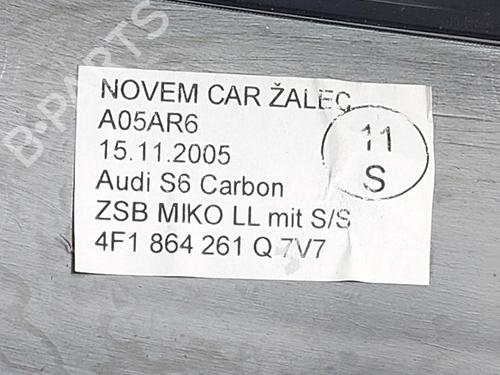 B-PARTS
NOVEM CAR ŽALEC
A05AR6
15.11.2005
Audi S6 Carbon
ZSB MIKO LL mit S/S
4F1 864 261 Q 7V7
11
S